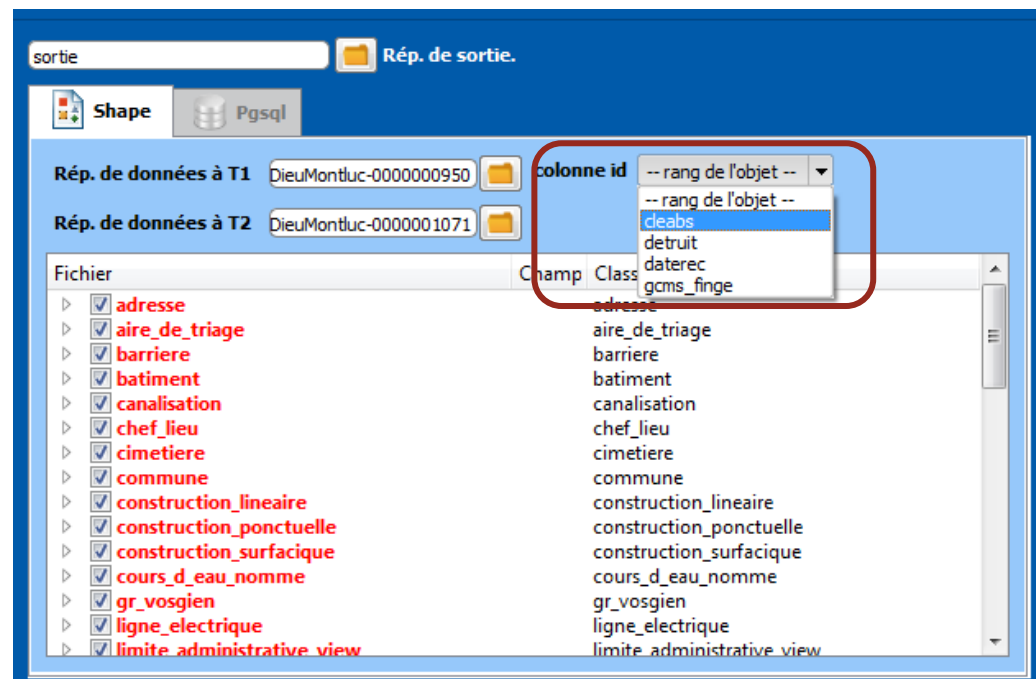 sortie Rép. de sortie.
Shape Pgsql
Rép. de données à T1 DieuMontluc-0000000950 colonne id -- rang de l'objet --
-- rang de l'objet --
Rép. de données à T2 DieuMontluc-0000001071 cleabs
detruit
daterec
gcms_finge
Fichier Champ Class
adresse adresse
aire_de_triage aire_de_triage
barriere barriere
batiment batiment
canalisation canalisation
chef_lieu chef_lieu
cimetiere cimetiere
commune commune
construction_lineaire construction_lineaire
construction_ponctuelle construction_ponctuelle
construction_surfacique construction_surfacique
cours_d_eau_nomme cours_d_eau_nomme
gr_vosgien gr_vosgien
ligne_electrique ligne_electrique
limite_administrative_view limite_administrative_view